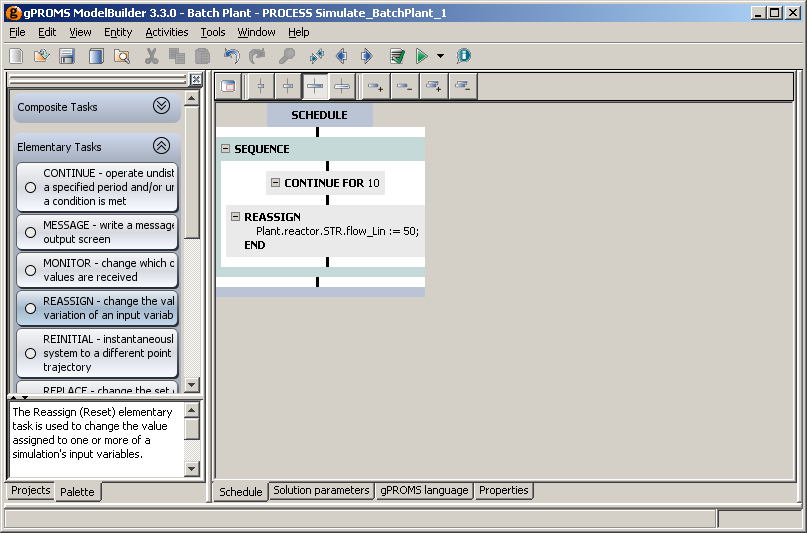 gPROMS ModelBuilder 3.3.0 - Batch Plant - PROCESS Simulate_BatchPlant_1
File Edit View Entity Activities Tools Window Help
Composite Tasks
Elementary Tasks
CONTINUE - operate undist
a specified period and/or ur
a condition is met
MESSAGE - write a message
output screen
MONITOR - change which
values are received
REASSIGN - change the val
variation of an input variab
REINITIAL - instantaneousl
system to a different point
trajectory
REPLACE - change the set
The Reassign (Reset) elementary
task is used to change the value
assigned to one or more of a
simulation's input variables.
Projects Palette
SCHEDULE
SEQUENCE
CONTINUE FOR 10
REASSIGN
Plant.reactor.STR.flow_Lin := 50;
END
Schedule Solution parameters gPROMS language Properties